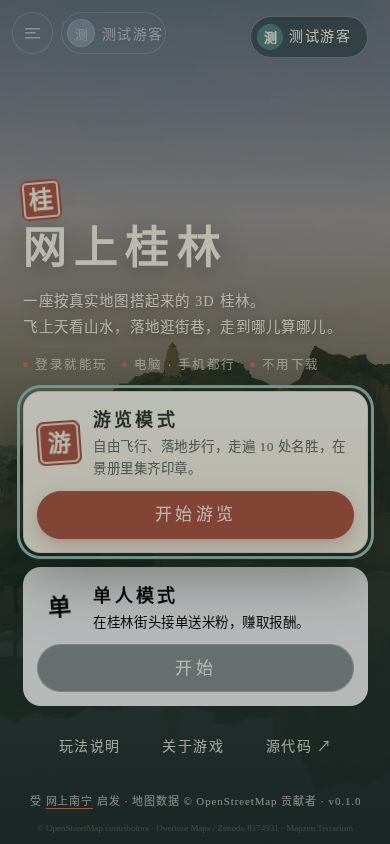 测 测试游客
测 测试游客
桂
网上桂林
一座按真实地图搭起来的 3D 桂林。
飞上天看山水，落地逛街巷，走到哪儿算哪儿。
登录就能玩 电脑 · 手机都行 不用下载
游
游览模式
自由飞行、落地步行，走遍 10 处名胜，在
景册里集齐印章。
开始游览
单
单人模式
在桂林街头接单送米粉，赚取报酬。
开始
玩法说明 关于游戏 源代码 ↗
受 网上南宁 启发 · 地图数据 © OpenStreetMap 贡献者 · v0.1.0
© OpenStreetMap contributors · Overture Maps / Zenodo 8174931 · Mapzen Terrarium